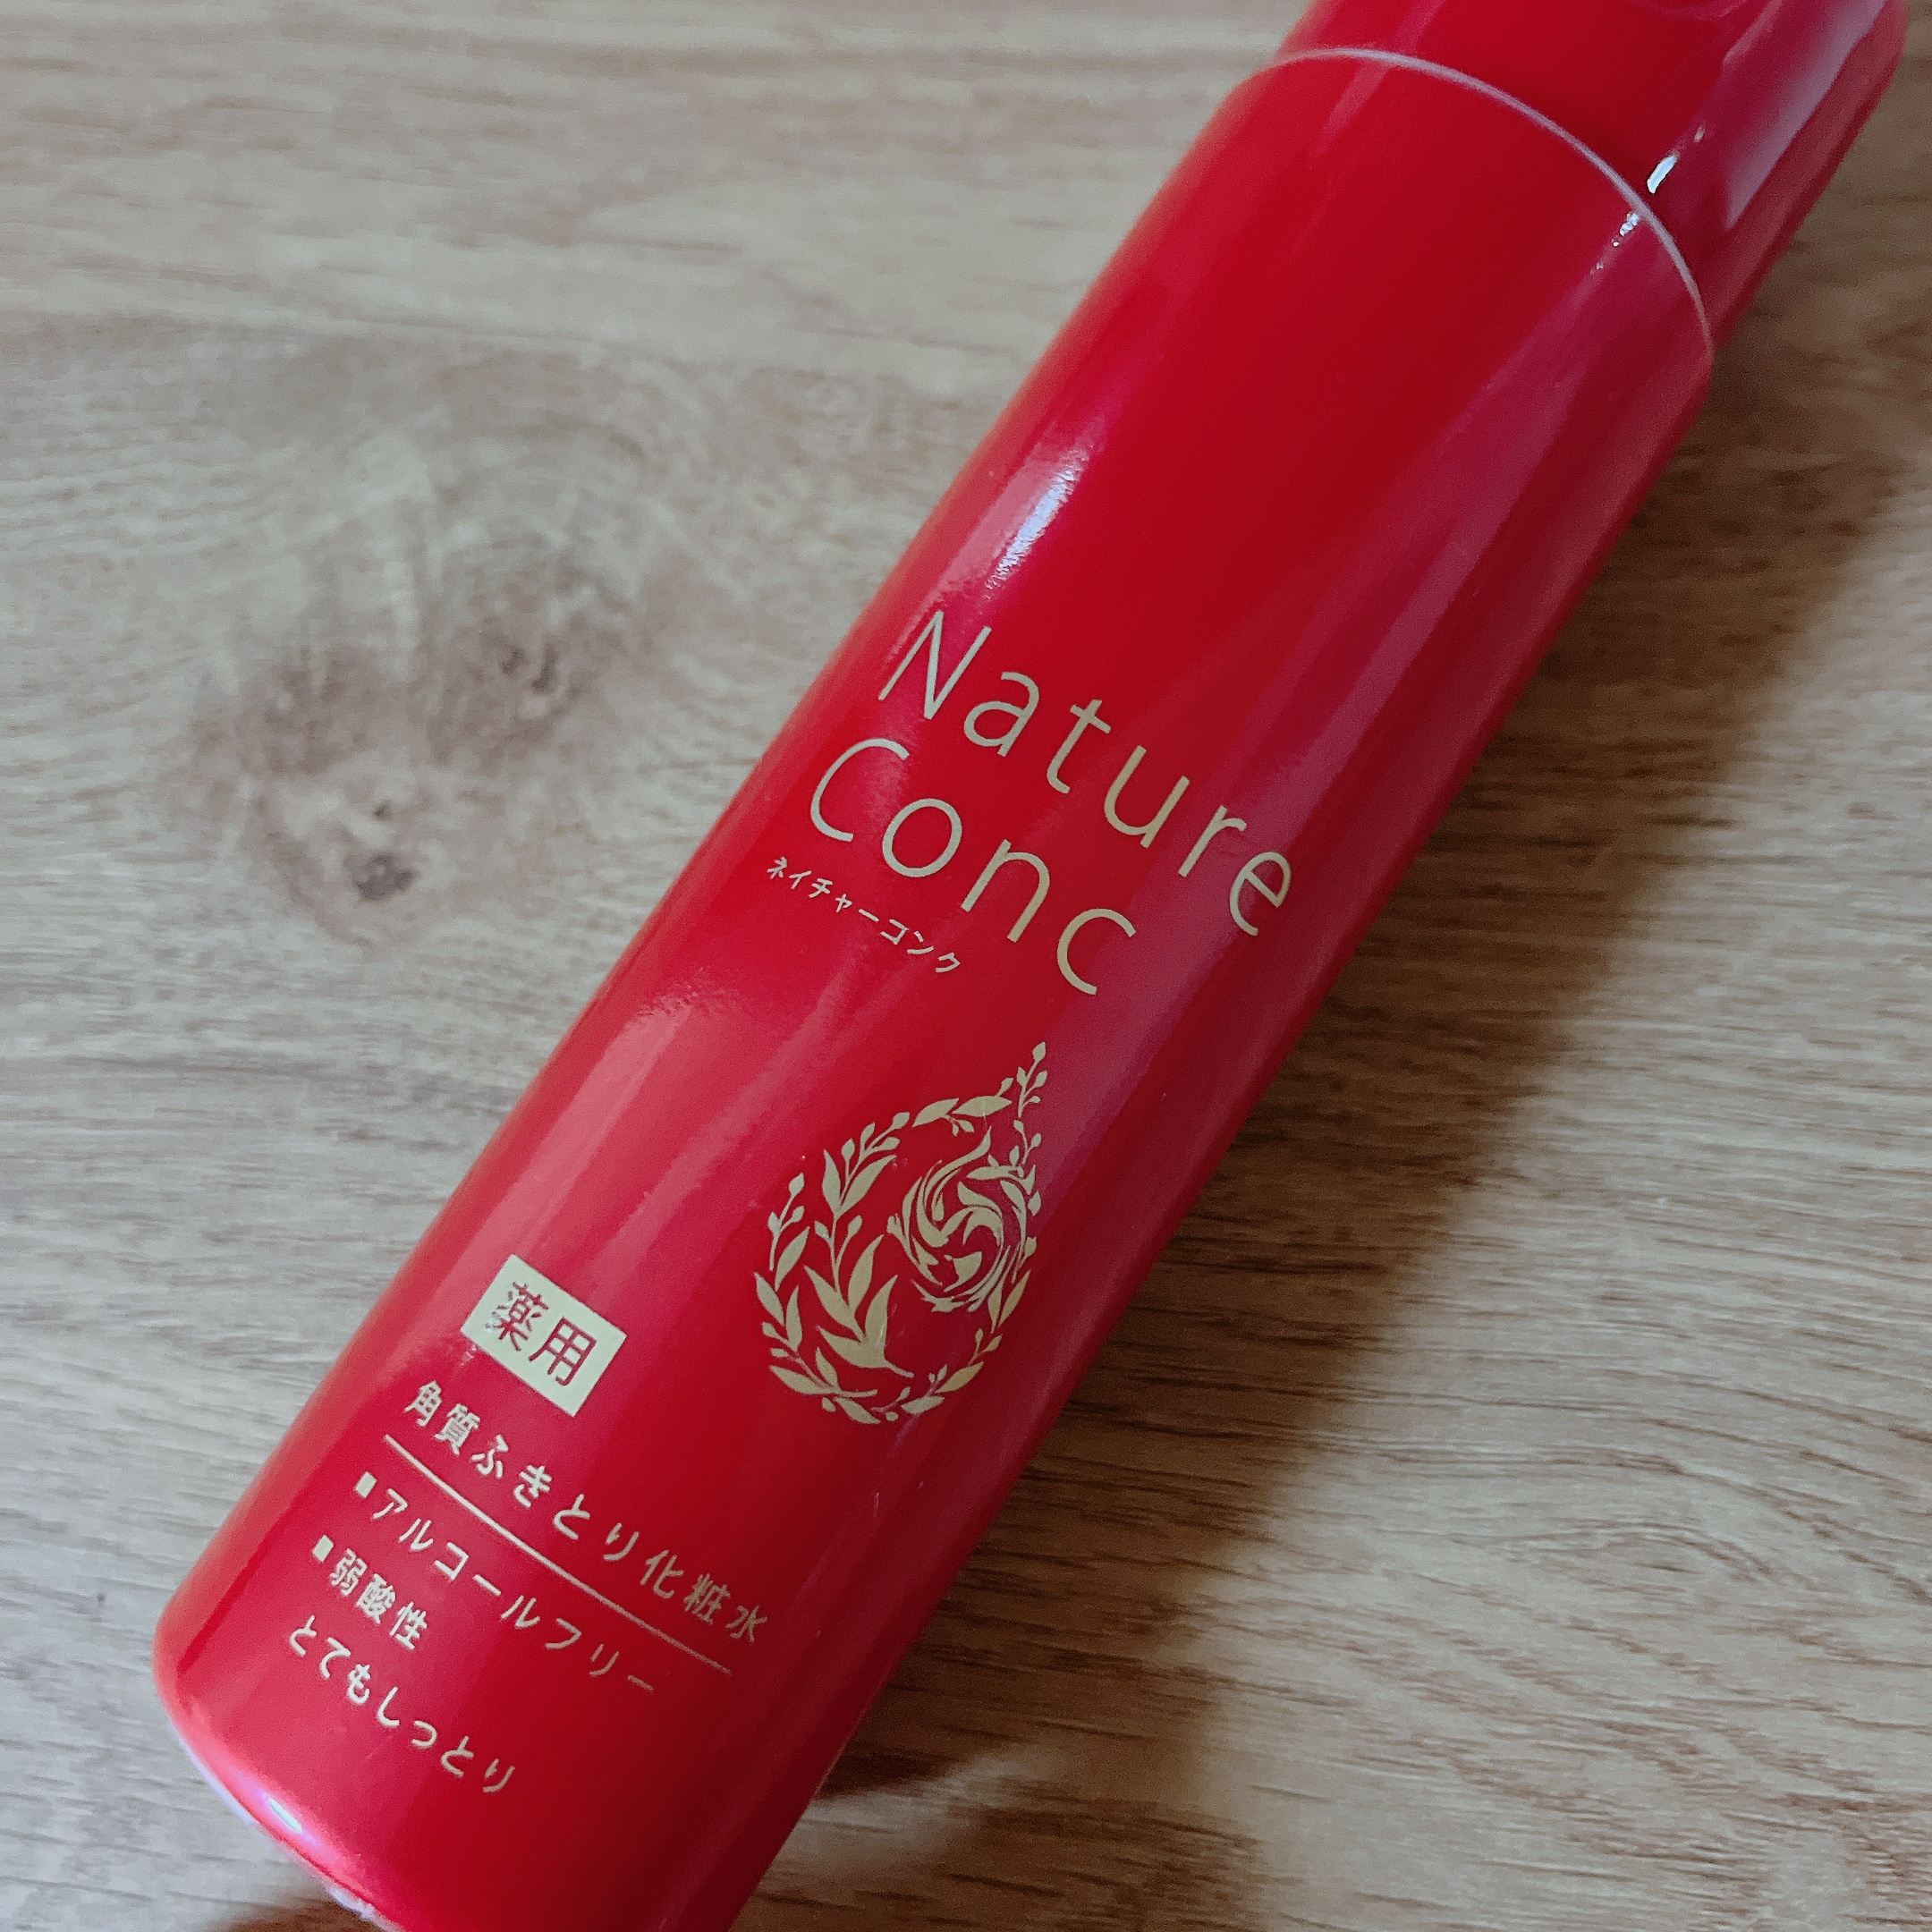 Nature
Conc
ネイチャーコンク
薬用
角質ふきとり化粧水
■アルコールフリー
■弱酸性
とてもしっとり